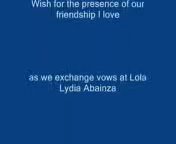 Wish for the presence of our
friendship I love
as we exchange vows at Lola
Lydia Abainza